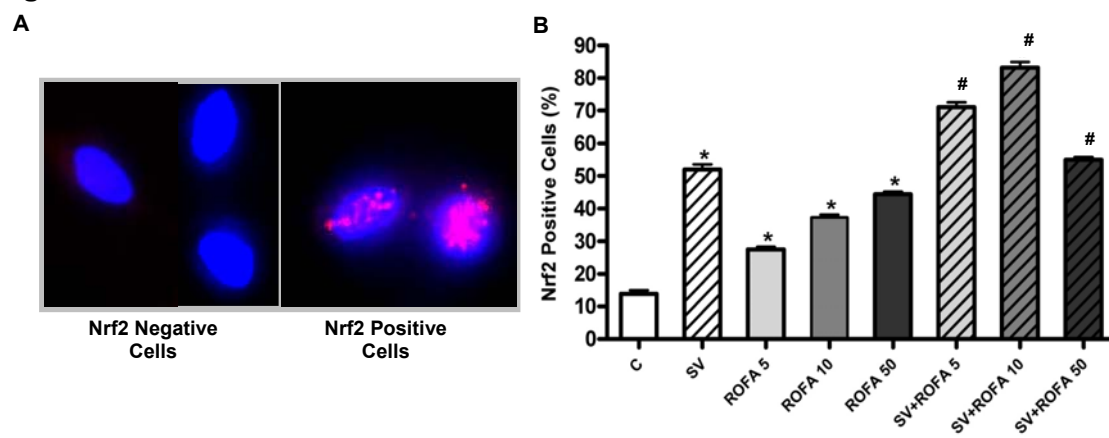 A
B
Nrf2 Negative
Cells
Nrf2 Positive
Cells
Nrf2 Positive Cells (%)
90
80
70
60
50
40
30
20
10
0
*
*
*
*
#
#
#
C
SV
ROFA 5
ROFA 10
ROFA 50
SV+ROFA 5
SV+ROFA 10
SV+ROFA 50